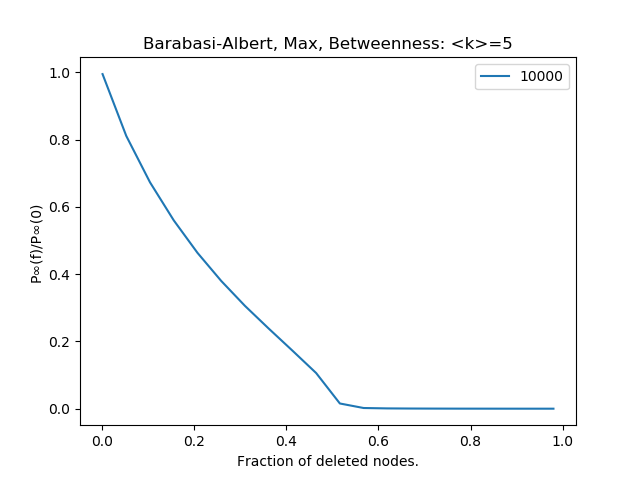 Barabasi-Albert, Max, Betweenness: <k>=5
10000
P∞(f)/P∞(0)
1.0
0.8
0.6
0.4
0.2
0.0
0.0 0.2 0.4 0.6 0.8 1.0
Fraction of deleted nodes.